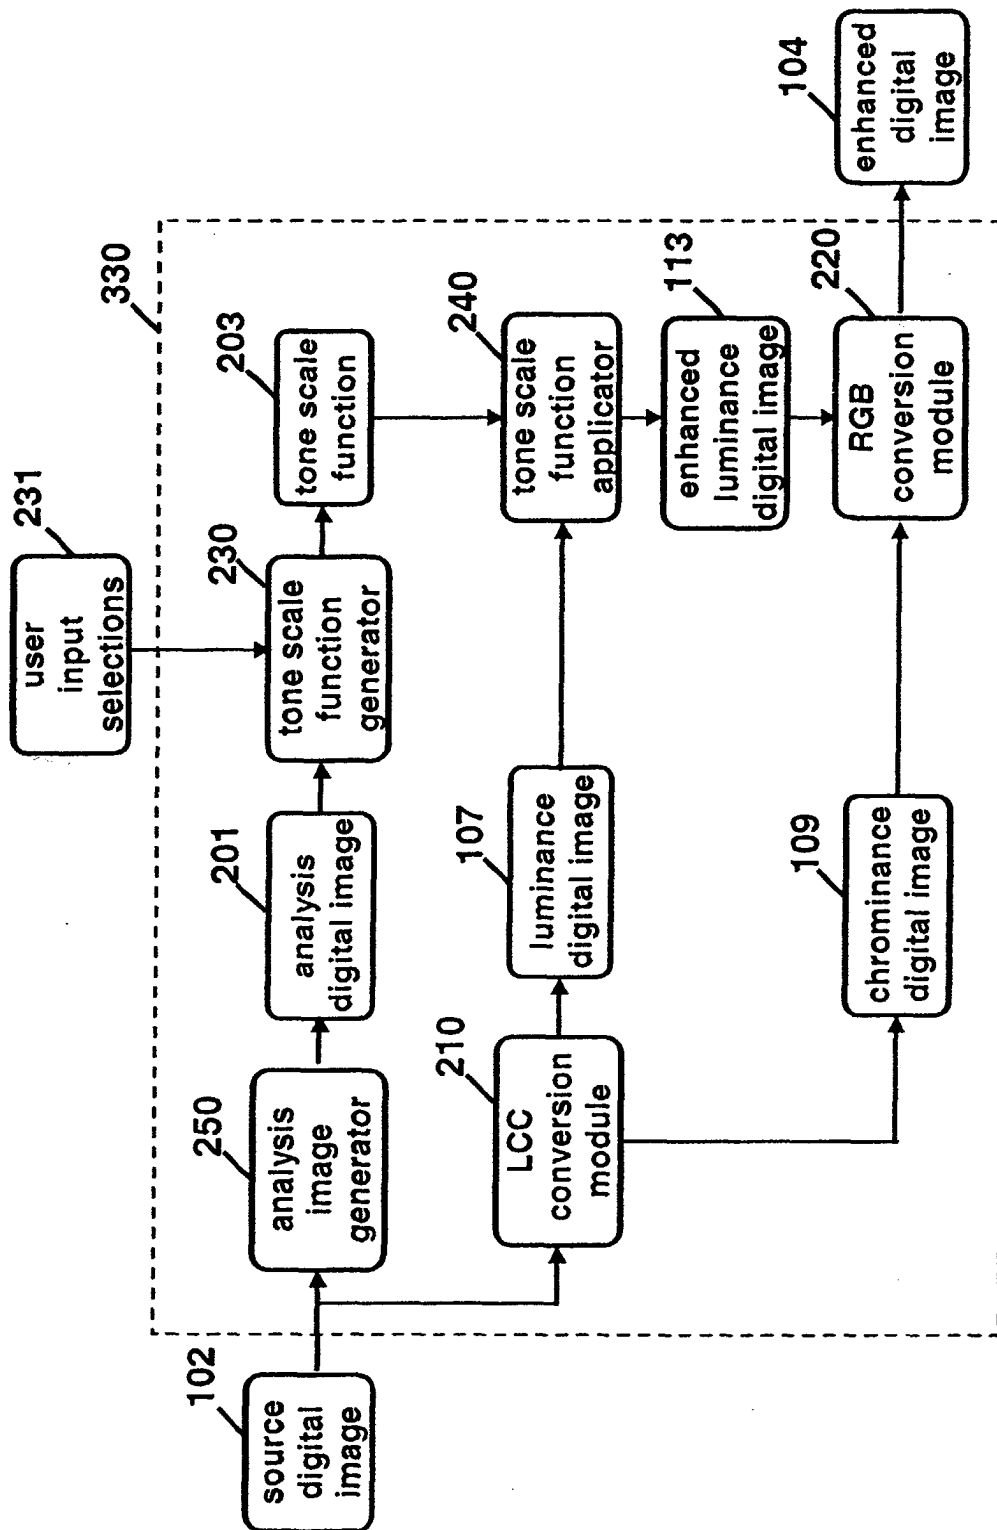 231
user
input
selections
330
102
source
digital
image
250
analysis
image
generator
201
analysis
digital image
230
tone scale
function
generator
203
tone scale
function
210
LCC
conversion
module
107
luminance
digital image
240
tone scale
function
applicator
113
enhanced
luminance
digital image
109
chrominance
digital image
220
RGB
conversion
module
104
enhanced
digital
image